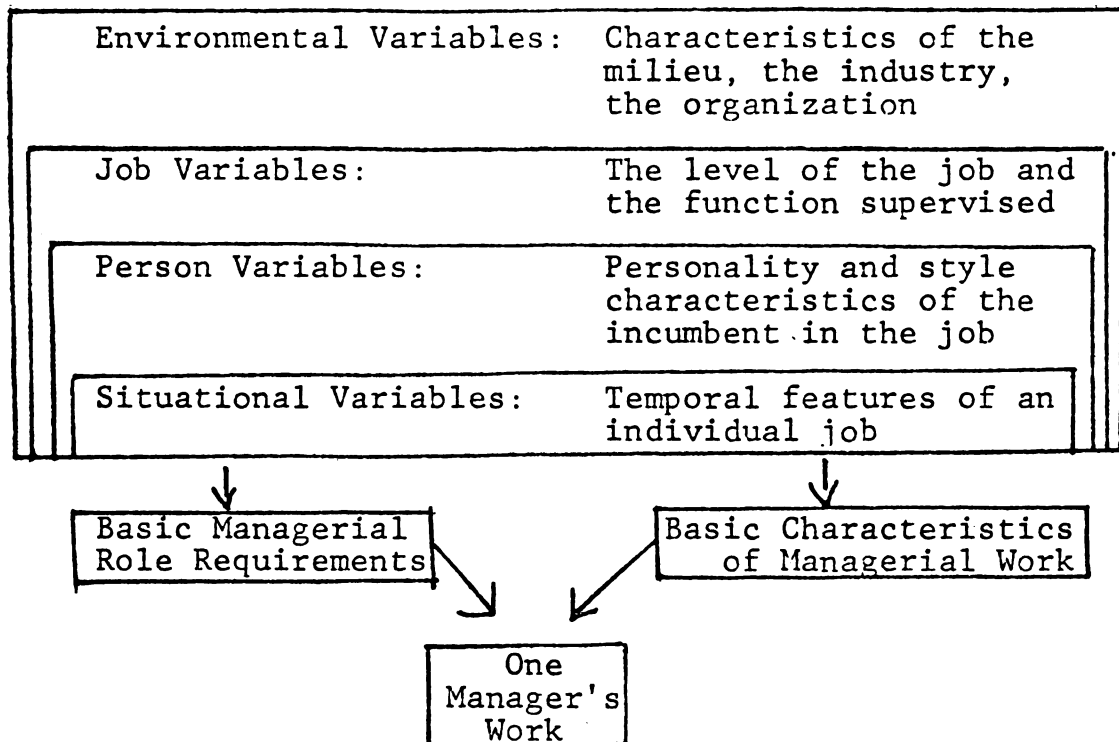 Environmental Variables: Characteristics of the
milieu, the industry,
the organization
Job Variables: The level of the job and
the function supervised
Person Variables: Personality and style
characteristics of the
incumbent in the job
Situational Variables: Temporal features of an
individual job
Basic Managerial
Role Requirements
Basic Characteristics
of Managerial Work
One
Manager's
Work